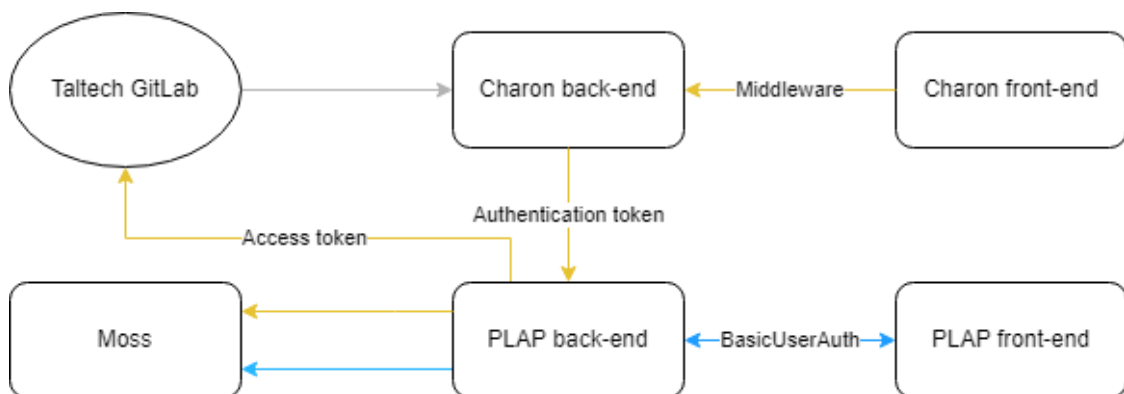 Taltech GitLab
Charon back-end
Middleware
Charon front-end
Authentication token
Access token
Moss
PLAP back-end
BasicUserAuth
PLAP front-end